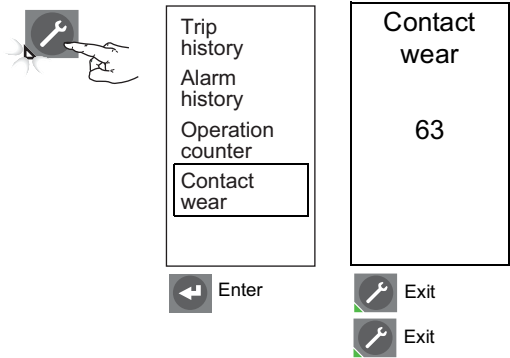 Trip
history
Alarm
history
Operation
counter
Contact
wear
Enter
Contact
wear
63
Exit
Exit